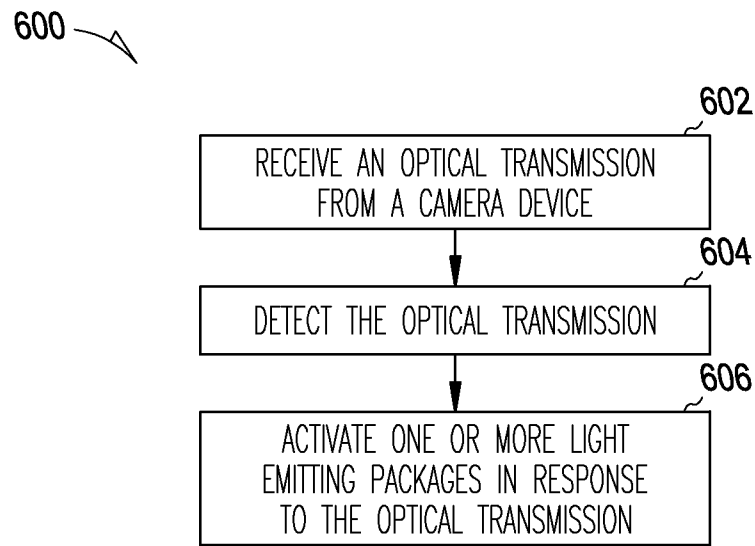 600
602
RECEIVE AN OPTICAL TRANSMISSION
FROM A CAMERA DEVICE
604
DETECT THE OPTICAL TRANSMISSION
606
ACTIVATE ONE OR MORE LIGHT
EMITTING PACKAGES IN RESPONSE
TO THE OPTICAL TRANSMISSION